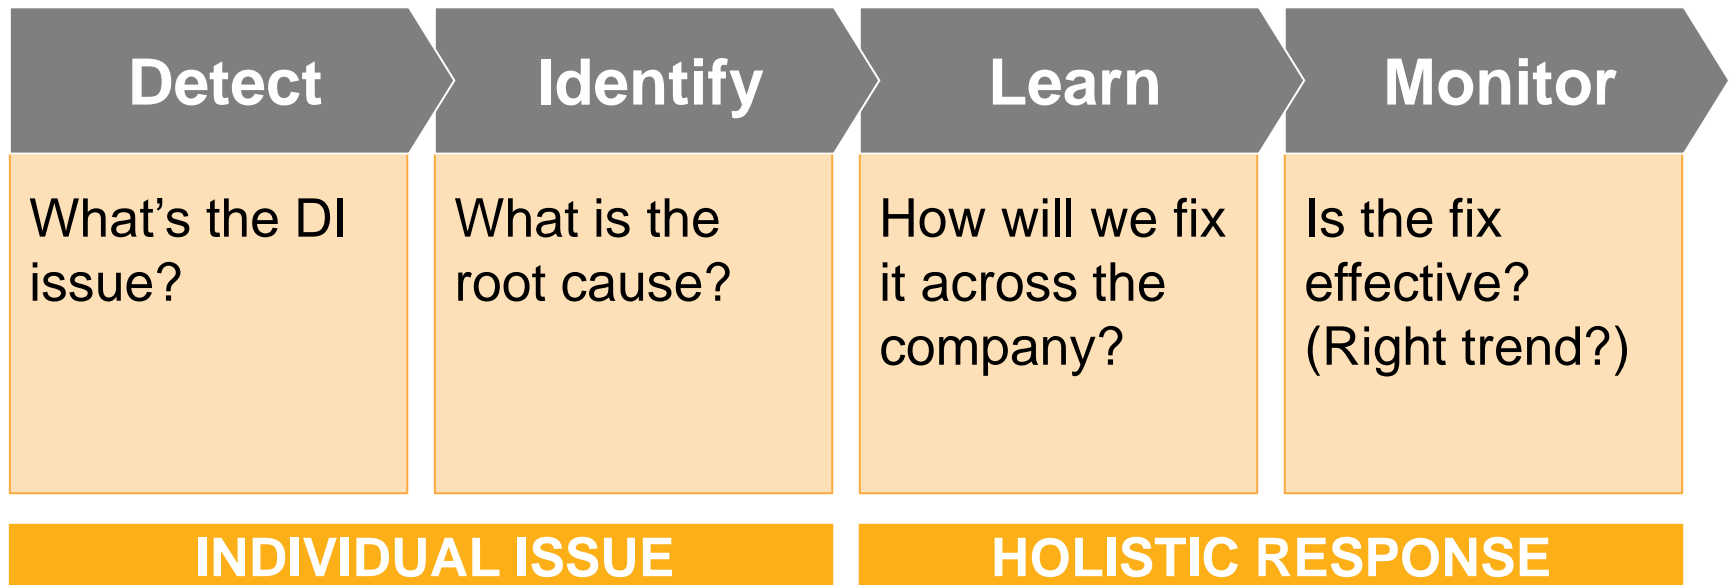 Detect
Identify
Learn
Monitor
What’s the DI
issue?
What is the
root cause?
How will we fix
it across the
company?
Is the fix
effective?
(Right trend?)
INDIVIDUAL ISSUE
HOLISTIC RESPONSE